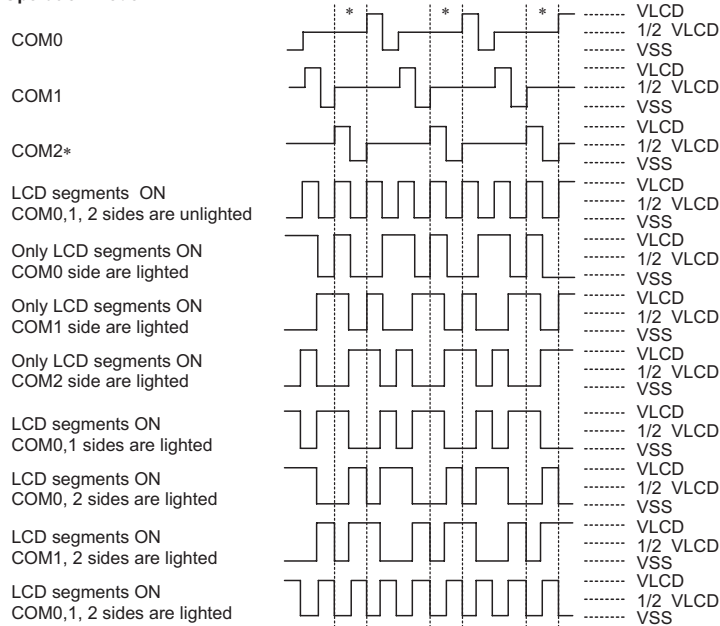 * * *
COM0
VLCD
1/2 VLCD
VSS
COM1
VLCD
1/2 VLCD
VSS
COM2*
VLCD
1/2 VLCD
VSS
LCD segments ON
COM0,1, 2 sides are unlighted
VLCD
1/2 VLCD
VSS
Only LCD segments ON
COM0 side are lighted
VLCD
1/2 VLCD
VSS
Only LCD segments ON
COM1 side are lighted
VLCD
1/2 VLCD
VSS
Only LCD segments ON
COM2 side are lighted
VLCD
1/2 VLCD
VSS
LCD segments ON
COM0,1 sides are lighted
VLCD
1/2 VLCD
VSS
LCD segments ON
COM0, 2 sides are lighted
VLCD
1/2 VLCD
VSS
LCD segments ON
COM1, 2 sides are lighted
VLCD
1/2 VLCD
VSS
LCD segments ON
COM0,1, 2 sides are lighted
VLCD
1/2 VLCD
VSS